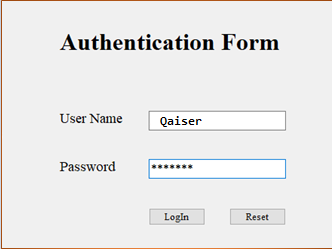 Authentication Form
User Name Qaiser
Password *******
LogIn Reset